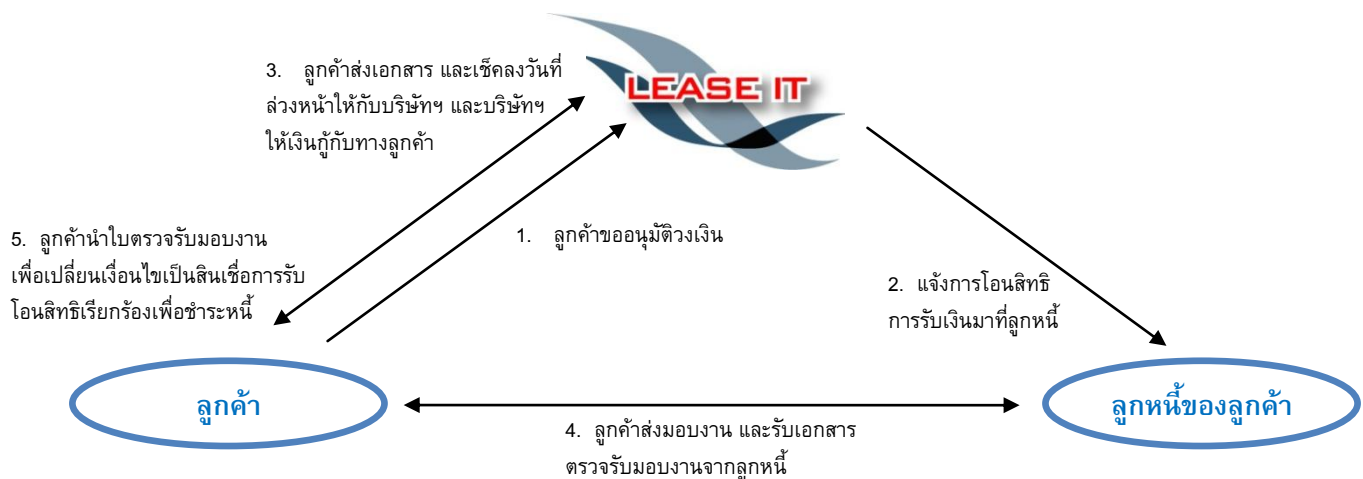 LEASE IT
3. ลูกค้าส่งเอกสาร และเช็คลงวันที่
ล่วงหน้าให้กับบริษัทฯ และบริษัทฯ
ให้เงินกู้กับทางลูกค้า
1. ลูกค้าขออนุมัติวงเงิน
5. ลูกค้านำใบตรวจรับมอบงาน
เพื่อเปลี่ยนเงื่อนไขเป็นสินเชื่อการรับ
โอนสิทธิเรียกร้องเพื่อชำระหนี้
2. แจ้งการโอนสิทธิ
การรับเงินมาที่ลูกหนี้
ลูกค้า
ลูกหนี้ของลูกค้า
4. ลูกค้าส่งมอบงาน และรับเอกสาร
ตรวจรับมอบงานจากลูกหนี้